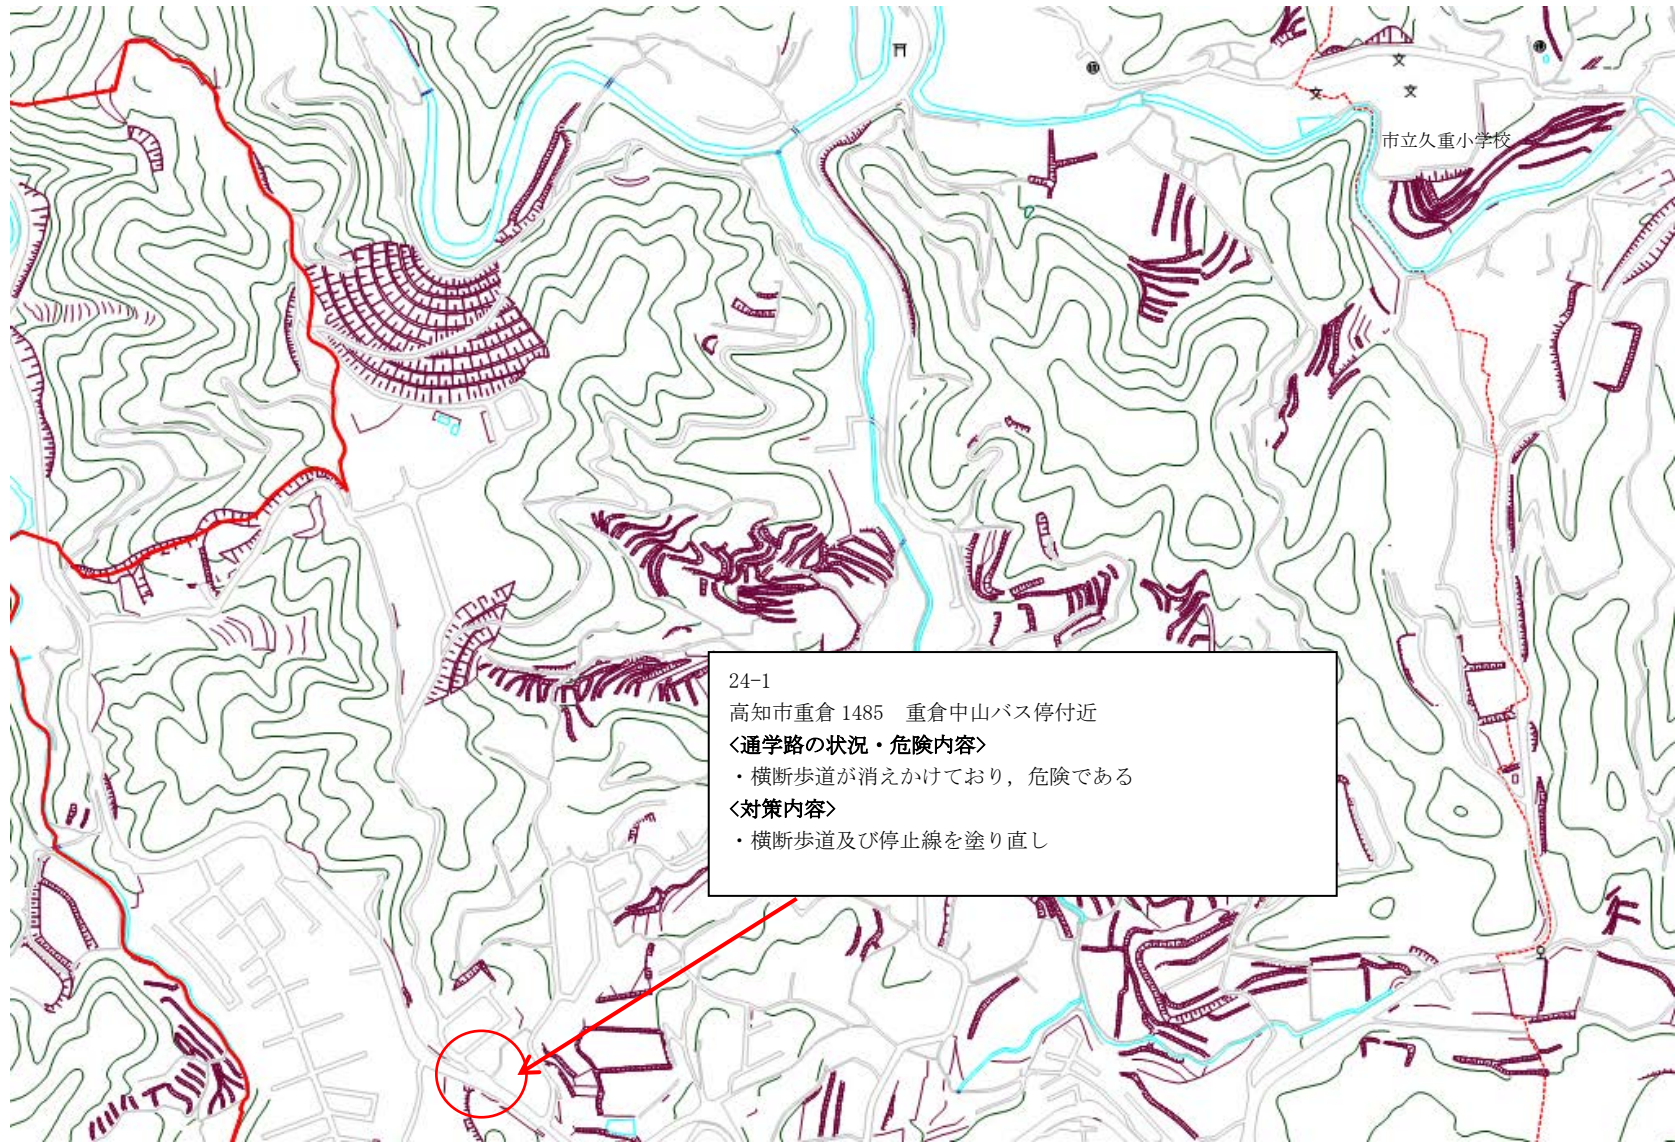 市立久重小学校
24-1
高知市重倉 1485　重倉中山バス停付近
<通学路の状況・危険内容>
・横断歩道が消えかけており，危険である
<対策内容>
・横断歩道及び停止線を塗り直し